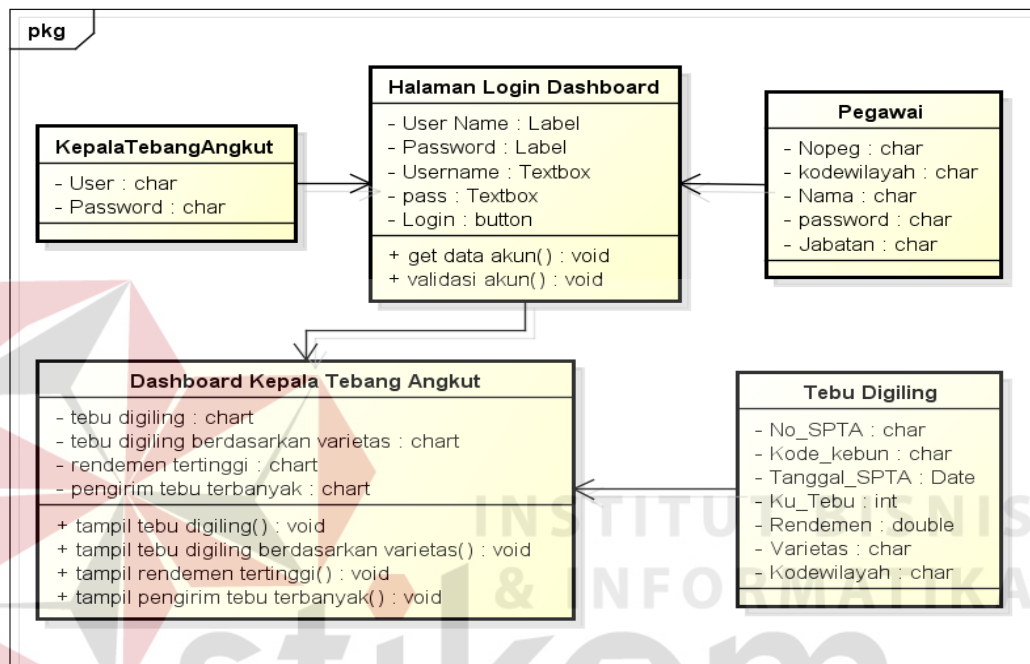 pkg
Halaman Login Dashboard
- User Name : Label
- Password : Label
- Username : Textbox
- pass : Textbox
- Login : button
+ get data akun() : void
+ validasi akun() : void
KepalaTebangAngkut
- User : char
- Password : char
Pegawai
- Nopeg : char
- kodewilayah : char
- Nama : char
- password : char
- Jabatan : char
Dashboard Kepala Tebang Angkut
- tebu digiling : chart
- tebu digiling berdasarkan varietas : chart
- rendemen tertinggi : chart
- pengirim tebu terbanyak : chart
+ tampil tebu digiling() : void
+ tampil tebu digiling berdasarkan varietas() : void
+ tampil rendemen tertinggi() : void
+ tampil pengirim tebu terbanyak() : void
Tebu Digiling
- No_SPTA : char
- Kode_kebun : char
- Tanggal_SPTA : Date
- Ku_Tebu : int
- Rendemen : double
- Varietas : char
- Kodewilayah : char
INSTITUT BISNIS
& INFORMATIKA
stikom